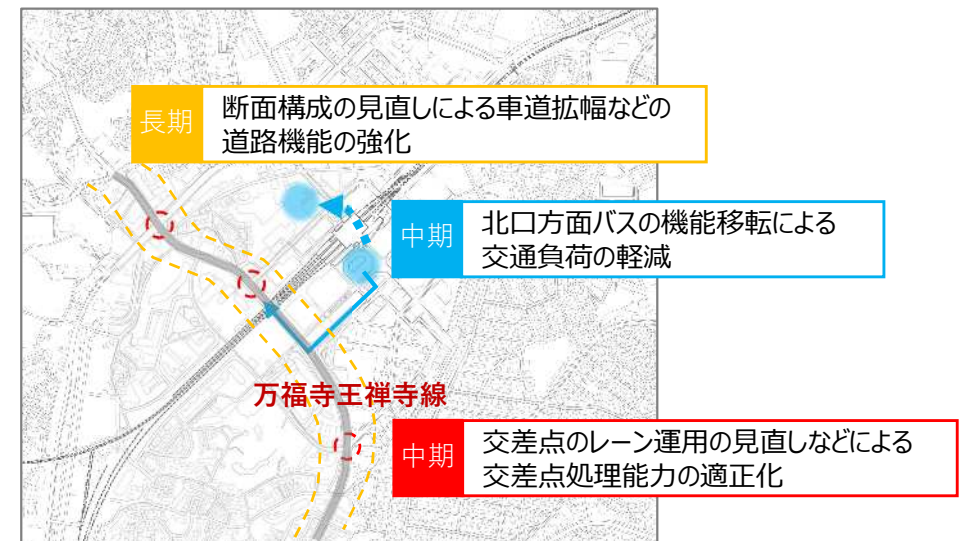 長期
断面構成の見直しによる車道拡幅などの
道路機能の強化
中期
北口方面バスの機能移転による
交通負荷の軽減
万福寺王禅寺線
中期
交差点のレーン運用の見直しなどによる
交差点処理能力の適正化